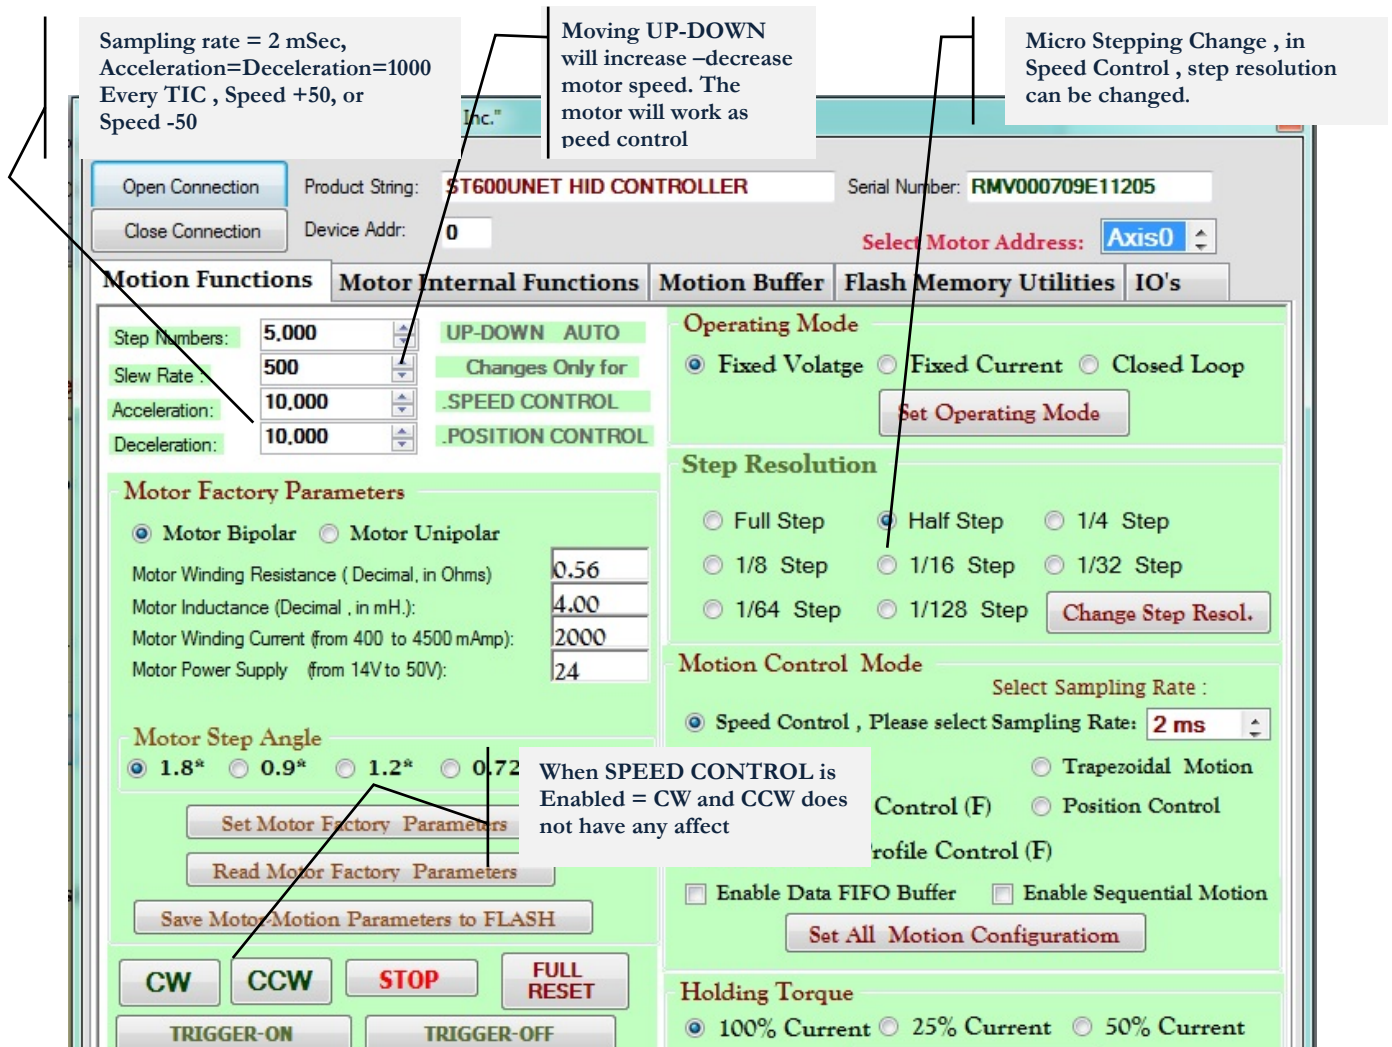 Sampling rate = 2 mSec,
Acceleration=Deceleration=1000
Every TIC , Speed +50, or
Speed -50
Moving UP-DOWN
will increase –decrease
motor speed. The
motor will work as
peed control
Micro Stepping Change , in
Speed Control , step resolution
can be changed.
Inc."
Open Connection
Product String:
ST600UNET HID CONTROLLER
Serial Number:
RMV000709E11205
Close Connection
Device Addr:
0
Select Motor Address:
Axis0
Motion Functions
Motor Internal Functions
Motion Buffer
Flash Memory Utilities
IO's
Step Numbers:
5,000
UP-DOWN AUTO
Slew Rate :
500
Changes Only for
Acceleration:
10,000
.SPEED CONTROL
Deceleration:
10,000
.POSITION CONTROL
Operating Mode
Fixed Volatge
Fixed Current
Closed Loop
Set Operating Mode
Motor Factory Parameters
Motor Bipolar
Motor Unipolar
Motor Winding Resistance ( Decimal, in Ohms)
0.56
Motor Inductance (Decimal , in mH.):
4.00
Motor Winding Current (from 400 to 4500 mAmp):
2000
Motor Power Supply (from 14V to 50V):
24
Step Resolution
Full Step
Half Step
1/4 Step
1/8 Step
1/16 Step
1/32 Step
1/64 Step
1/128 Step
Change Step Resol.
Motor Step Angle
1.8*
0.9*
1.2*
0.72
Set Motor Factory Parameters
Read Motor Factory Parameters
Save Motor-Motion Parameters to FLASH
When SPEED CONTROL is
Enabled = CW and CCW does
not have any affect
Motion Control Mode
Select Sampling Rate :
Speed Control , Please select Sampling Rate:
2 ms
Trapezoidal Motion
Control (F)
Position Control
rofile Control (F)
Enable Data FIFO Buffer
Enable Sequential Motion
Set All Motion Configuratiom
CW
CCW
STOP
FULL
RESET
TRIGGER-ON
TRIGGER-OFF
Holding Torque
100% Current
25% Current
50% Current